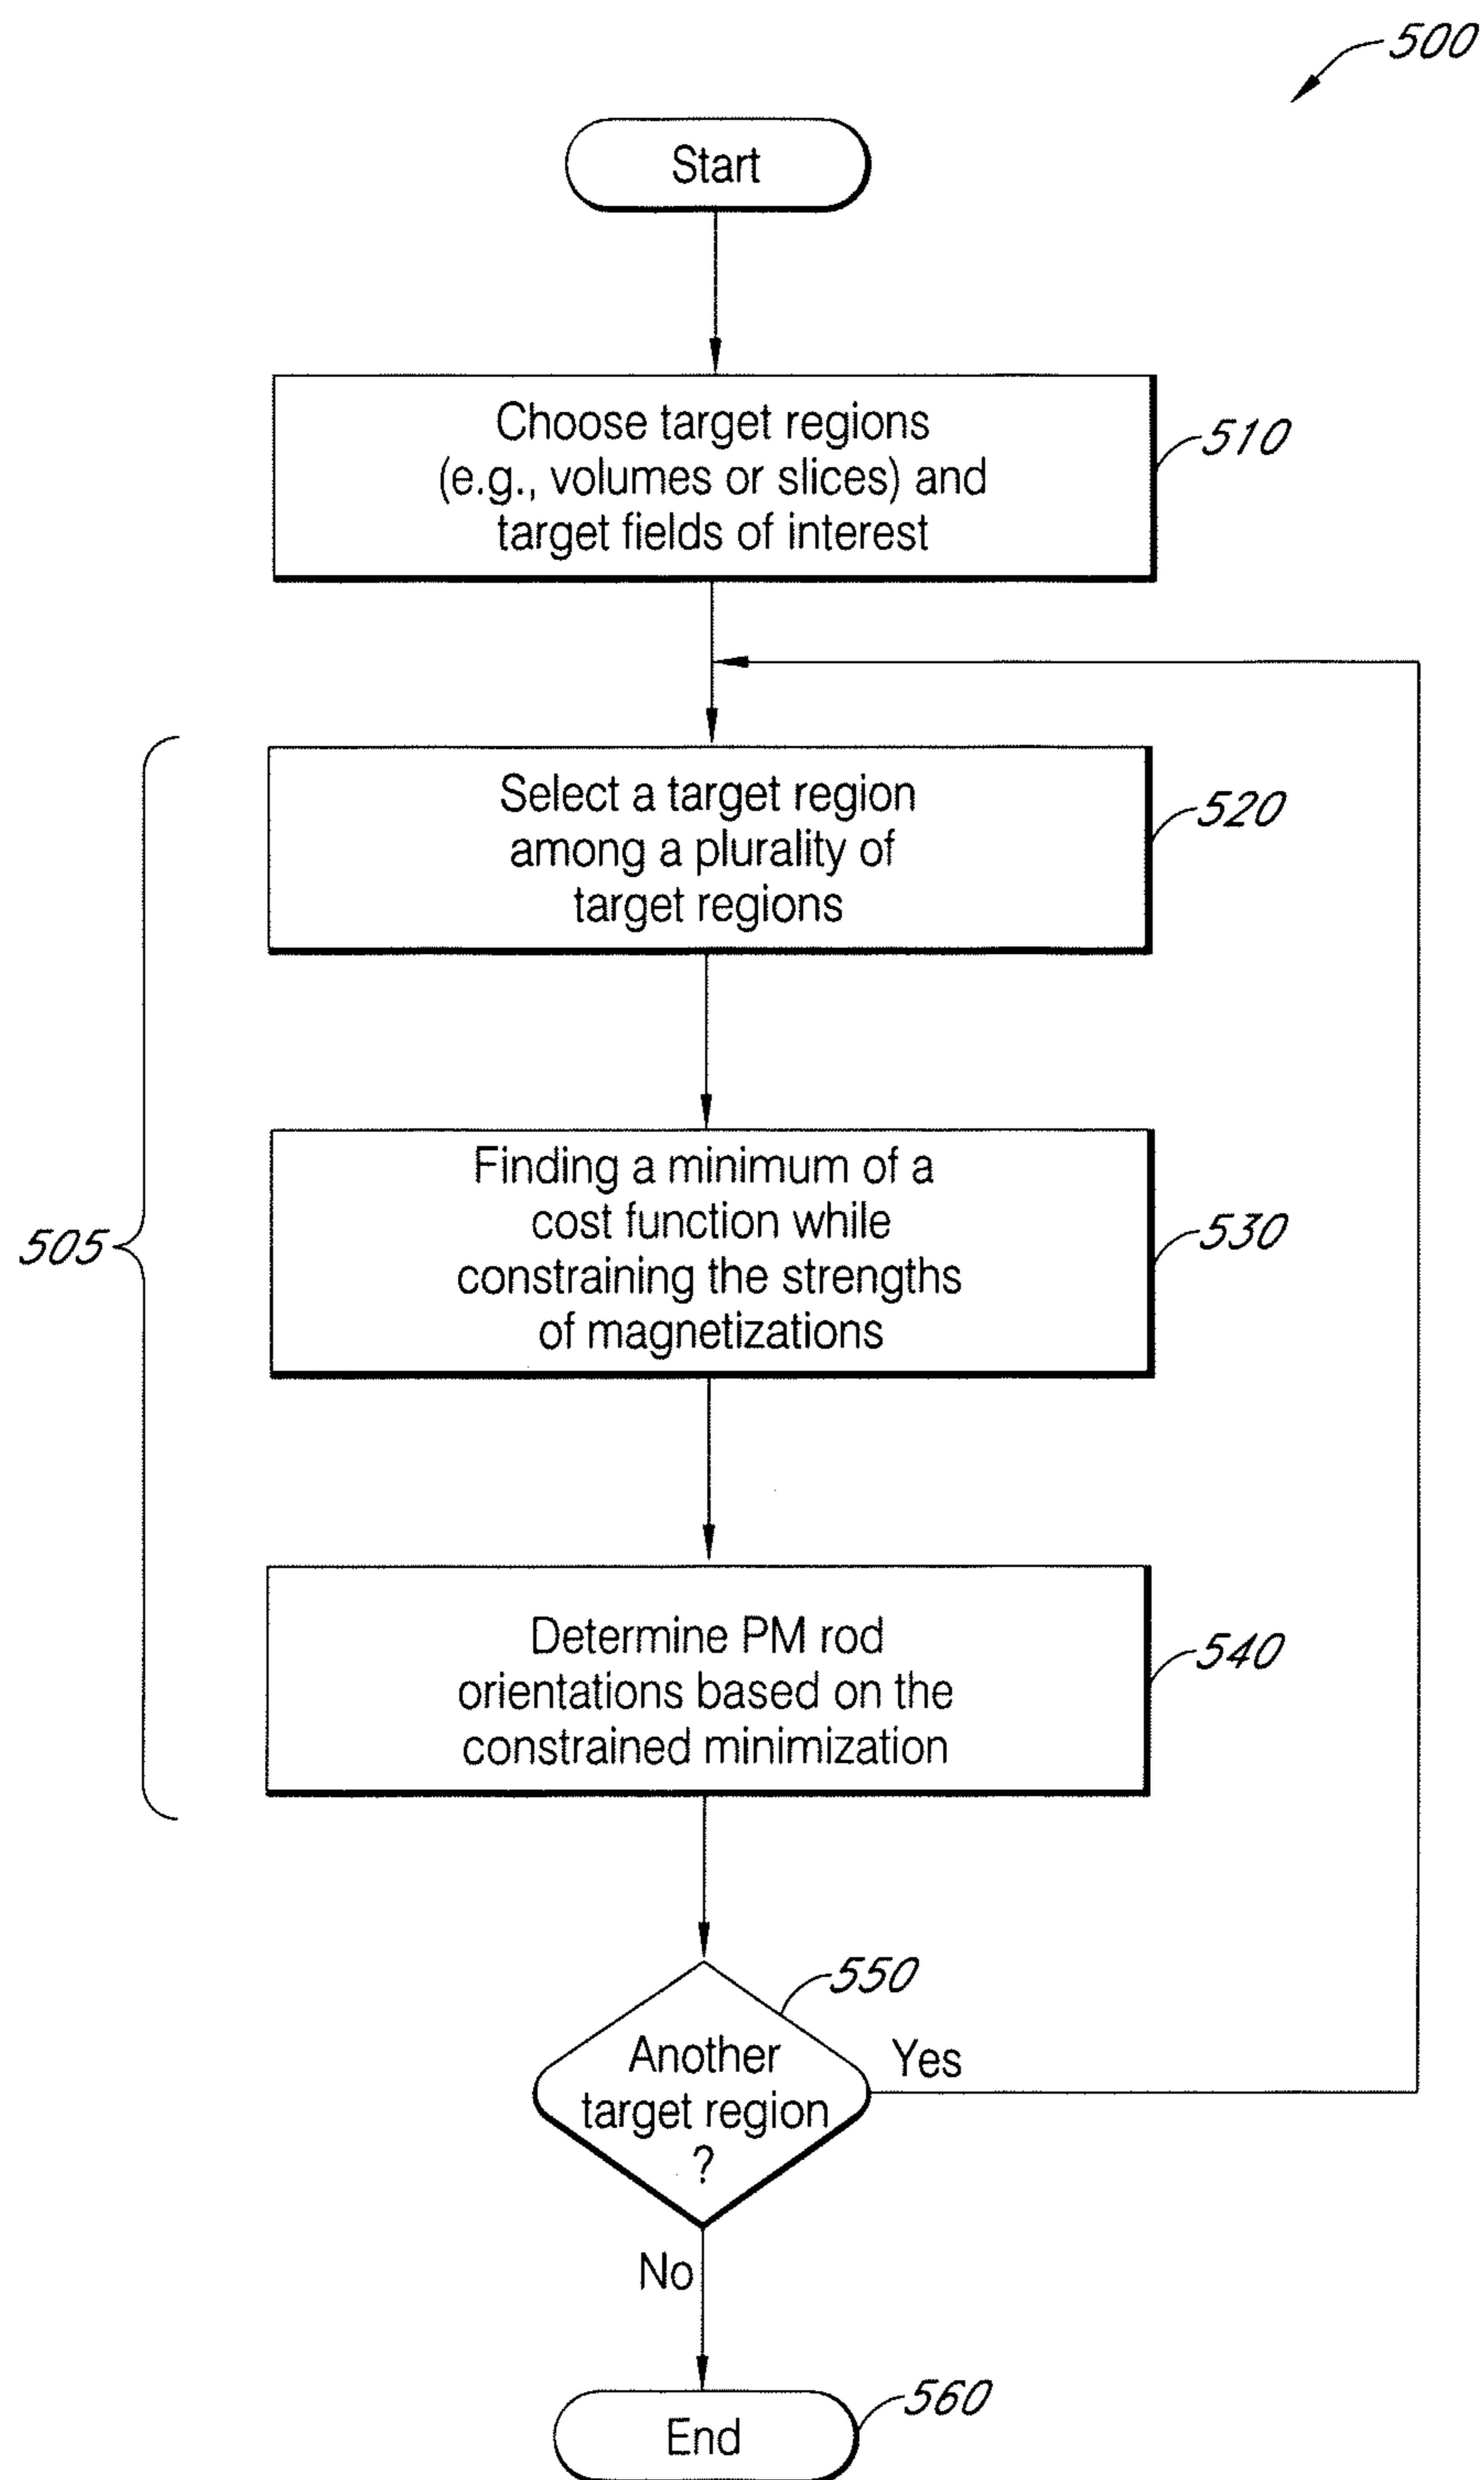 500
Start
Choose target regions
(e.g., volumes or slices) and
target fields of interest
510
Select a target region
among a plurality of
target regions
520
Finding a minimum of a
cost function while
constraining the strengths
of magnetizations
530
505
Determine PM rod
orientations based on the
constrained minimization
540
550
Another
target region
?
Yes
No
End
560